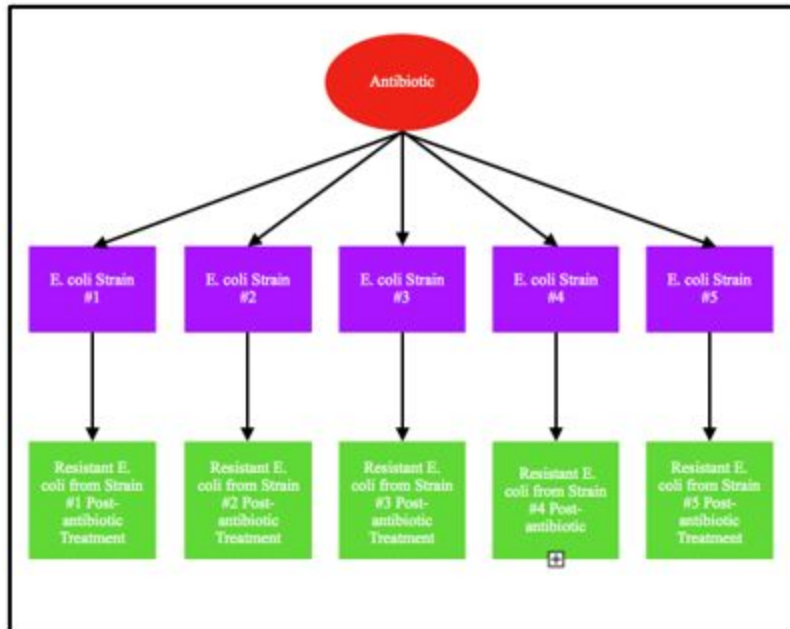 Antibiotic
E. coli Strain
#1
E. coli Strain
#2
E. coli Strain
#3
E. coli Strain
#4
E. coli Strain
#5
Resistant E.
coli from Strain
#1 Post-
antibiotic
Treatment
Resistant E.
coli from Strain
#2 Post-
antibiotic
Treatment
Resistant E.
coli from Strain
#3 Post-
antibiotic
Treatment
Resistant E.
coli from Strain
#4 Post-
antibiotic
Resistant E.
coli from Strain
#5 Post-
antibiotic
Treatment